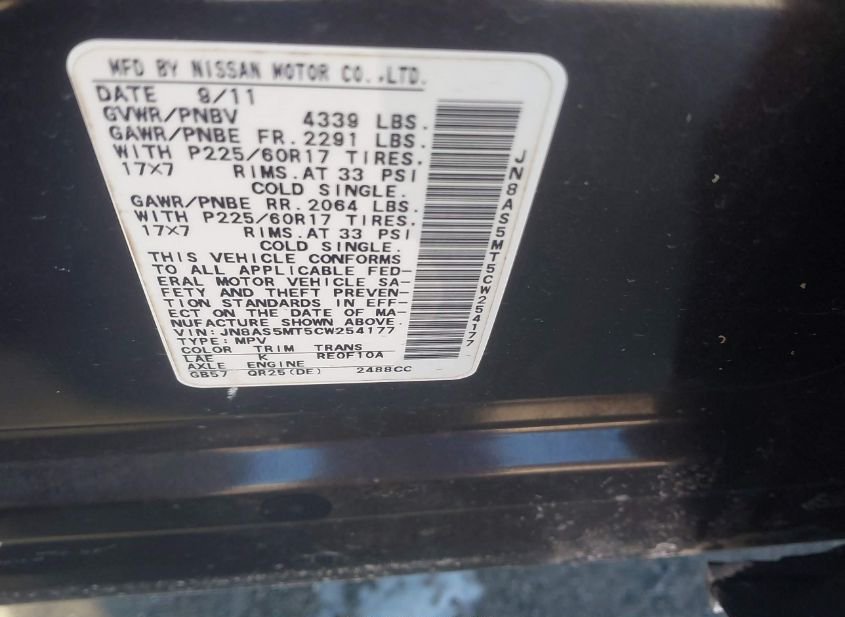 MFD BY NISSAN MOTOR CO.,LTD.
DATE 9/11
GVWR/PNBV 4339 LBS.
GAWR/PNBE FR.2291 LBS.
WITH P225/60R17 TIRES.
17X7 RIMS.AT 33 PSI
COLD SINGLE.
GAWR/PNBE RR.2064 LBS.
WITH P225/60R17 TIRES.
17X7 RIMS.AT 33 PSI
COLD SINGLE.
THIS VEHICLE CONFORMS
TO ALL APPLICABLE FED-
ERAL MOTOR VEHICLE SA-
FETY AND THEFT PREVEN-
TION STANDARDS IN EFF-
ECT ON THE DATE OF MA-
NUFACTURE SHOWN ABOVE.
VIN:JN8AS5MT5CW254177
TYPE:MPV
COLOR TRIM TRANS
LAE K RE0F10A
AXLE ENGINE
GB57 QR25(DE) 2488CC
JN8AS5MT5CW254177